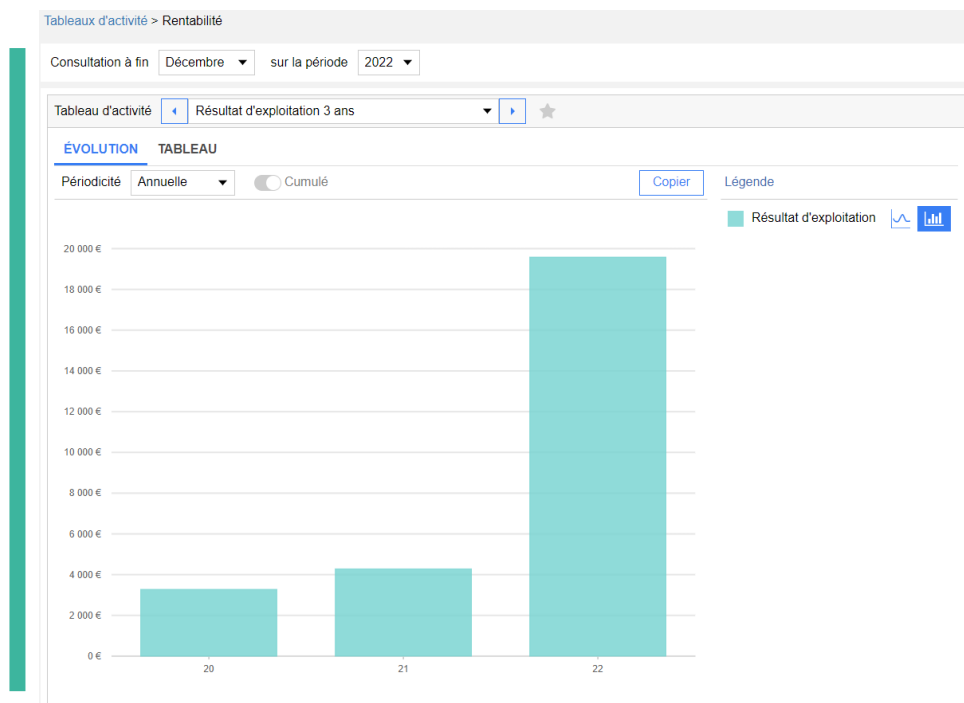 Tableaux d'activité > Rentabilité
Consultation à fin Décembre sur la période 2022
Tableau d'activité Résultat d'exploitation 3 ans
ÉVOLUTION TABLEAU
Périodicité Annuelle Cumulé Copier Légende
Résultat d'exploitation
20 000 €
18 000 €
16 000 €
14 000 €
12 000 €
10 000 €
8 000 €
6 000 €
4 000 €
2 000 €
0 €
20 21 22